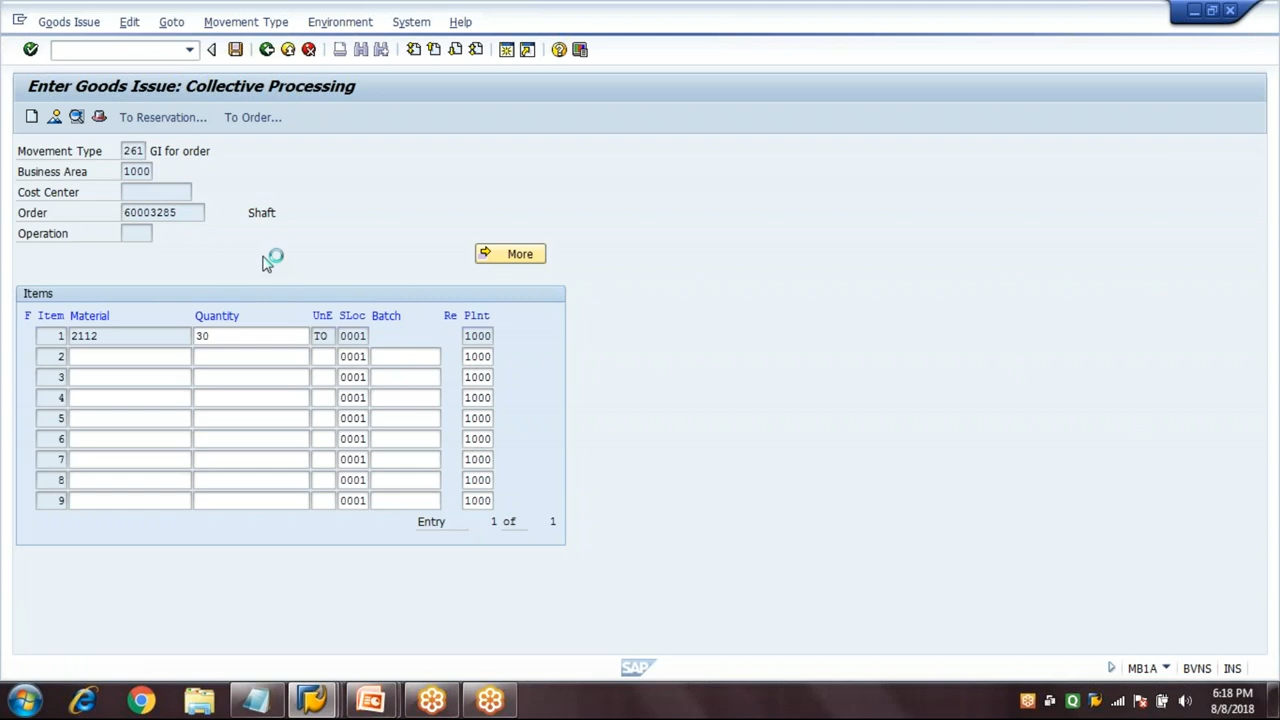 Goods Issue Edit Goto Movement Type Environment System Help
Enter Goods Issue: Collective Processing
To Reservation... To Order...
Movement Type 261 GI for order
Business Area 1000
Cost Center
Order 60003285 Shaft
Operation
More
Items
F Item Material Quantity UnE SLoc Batch Re Plnt
1 2112 30 TO 0001 1000
2 0001 1000
3 0001 1000
4 0001 1000
5 0001 1000
6 0001 1000
7 0001 1000
8 0001 1000
9 0001 1000
Entry 1 of 1
SAP MB1A BVNS INS
6:18 PM
8/8/2018